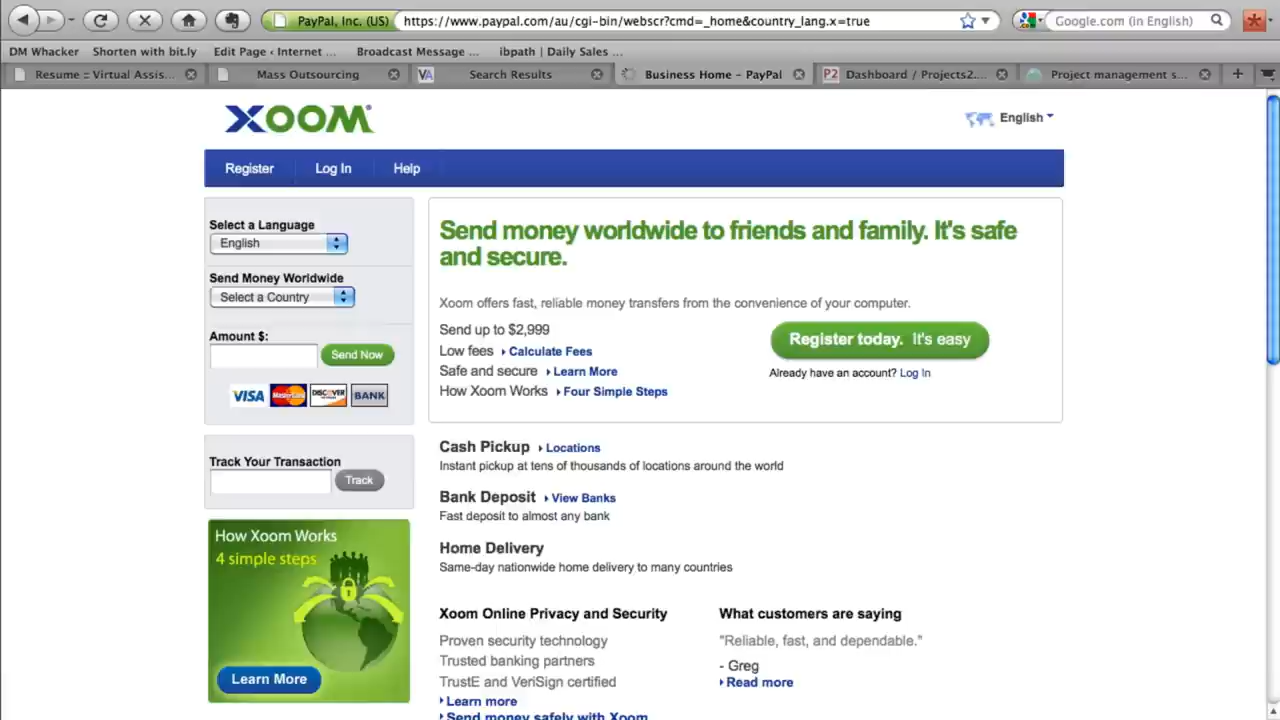 PayPal, Inc. (US) https://www.paypal.com/au/cgi-bin/webscr?cmd=_home&country_lang.x=true Google.com (in English)
DM Whacker Shorten with bit.ly Edit Page ‹ Internet ... Broadcast Message ... ibpath | Daily Sales ...
Resume :: Virtual Assis... Mass Outsourcing VA Search Results Business Home – PayPal P2 Dashboard / Projects2.... Project management s...
XOOM
English
Register Log In Help
Select a Language
English
Send Money Worldwide
Select a Country
Amount $:
Send Now
VISA MasterCard DISCOVER BANK
Track Your Transaction
Track
How Xoom Works
4 simple steps
Learn More
Send money worldwide to friends and family. It's safe
and secure.
Xoom offers fast, reliable money transfers from the convenience of your computer.
Send up to $2,999
Low fees Calculate Fees
Safe and secure Learn More
How Xoom Works Four Simple Steps
Register today. It's easy
Already have an account? Log In
Cash Pickup Locations
Instant pickup at tens of thousands of locations around the world
Bank Deposit View Banks
Fast deposit to almost any bank
Home Delivery
Same-day nationwide home delivery to many countries
Xoom Online Privacy and Security
Proven security technology
Trusted banking partners
TrustE and VeriSign certified
Learn more
Send money safely with Xoom
What customers are saying
"Reliable, fast, and dependable."
- Greg
Read more